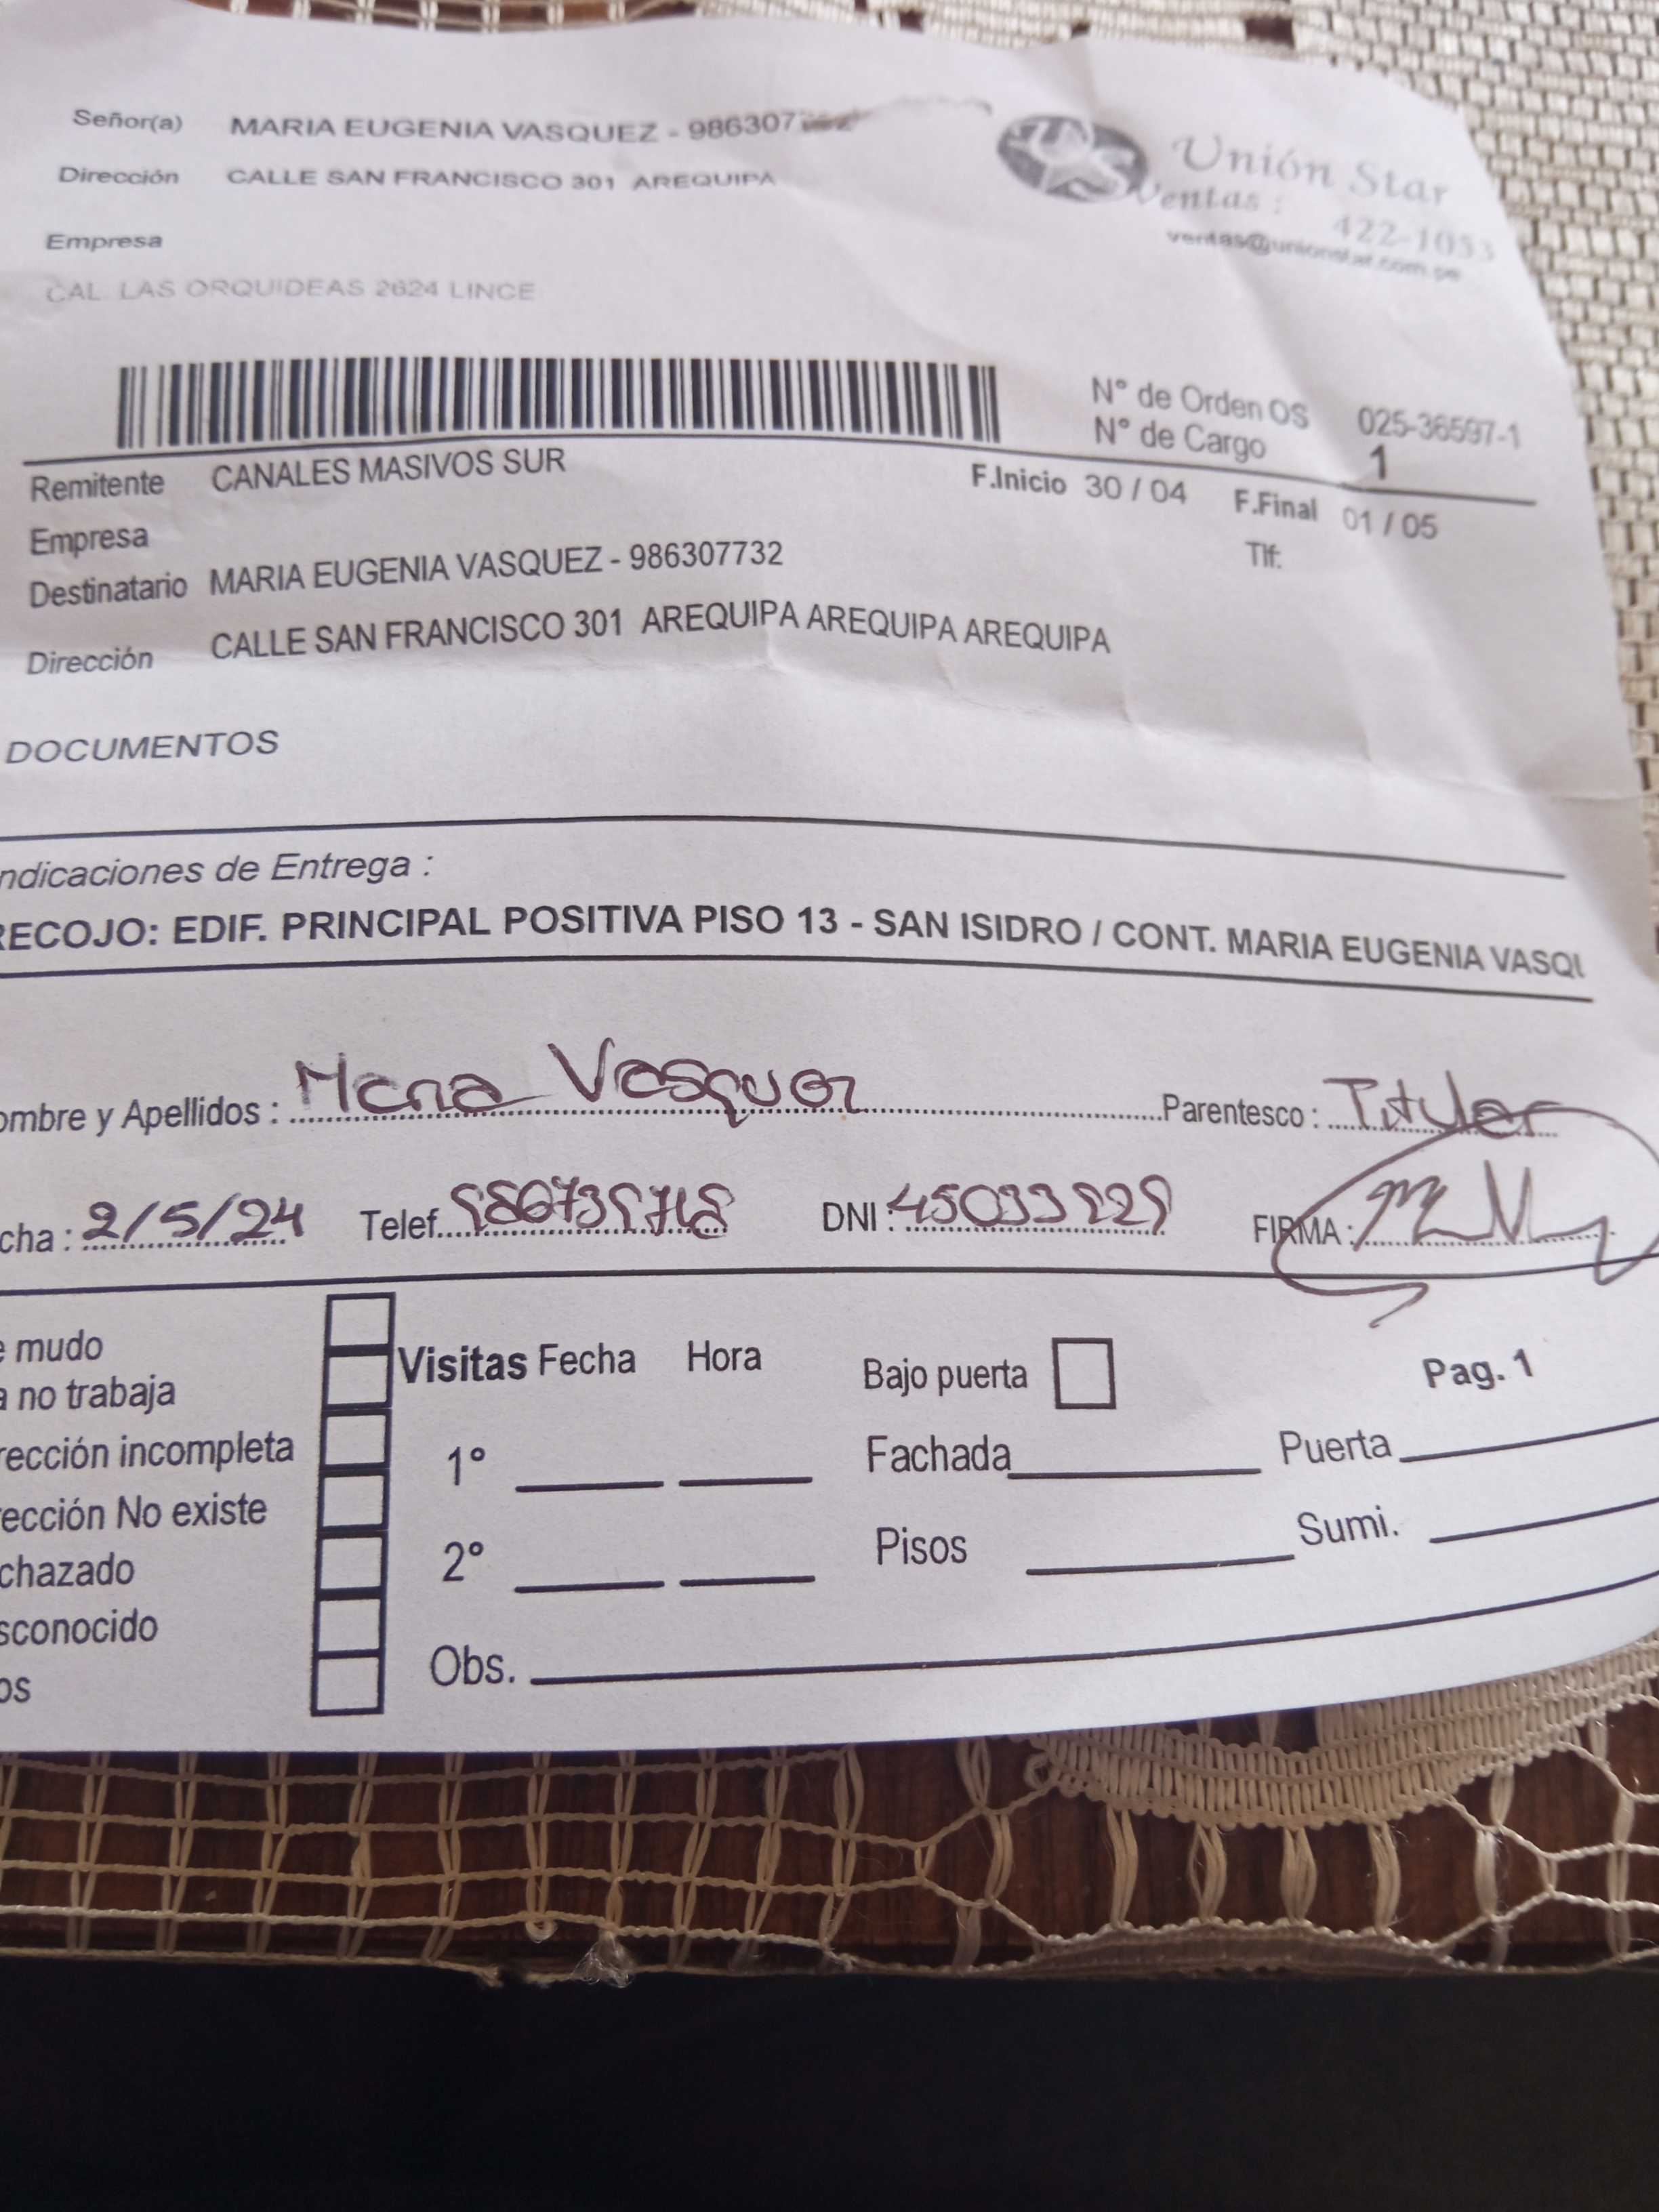 Señor(a) MARIA EUGENIA VASQUEZ - 986307
Dirección CALLE SAN FRANCISCO 301 AREQUIPA
Empresa
CAL LAS ORQUIDEAS 2624 LINCE
Unión Star
Ventas : 422-1053
ventas@unionstar.com.pe
N° de Orden OS 025-36597-1
N° de Cargo 1
Remitente CANALES MASIVOS SUR
F.Inicio 30 / 04 F.Final 01 / 05
Empresa
Tlf:
Destinatario MARIA EUGENIA VASQUEZ - 986307732
Dirección CALLE SAN FRANCISCO 301 AREQUIPA AREQUIPA AREQUIPA
DOCUMENTOS
ndicaciones de Entrega :
RECOJO: EDIF. PRINCIPAL POSITIVA PISO 13 - SAN ISIDRO / CONT. MARIA EUGENIA VASQU
ombre y Apellidos : Maria Vasquez Parentesco : Titular
cha : 2/5/24 Telef. DNI : FIRMA :
e mudo
a no trabaja
rección incompleta
rección No existe
chazado
sconocido
os
Visitas Fecha Hora
1°
2°
Obs.
Bajo puerta
Pag. 1
Fachada Puerta
Pisos Sumi.